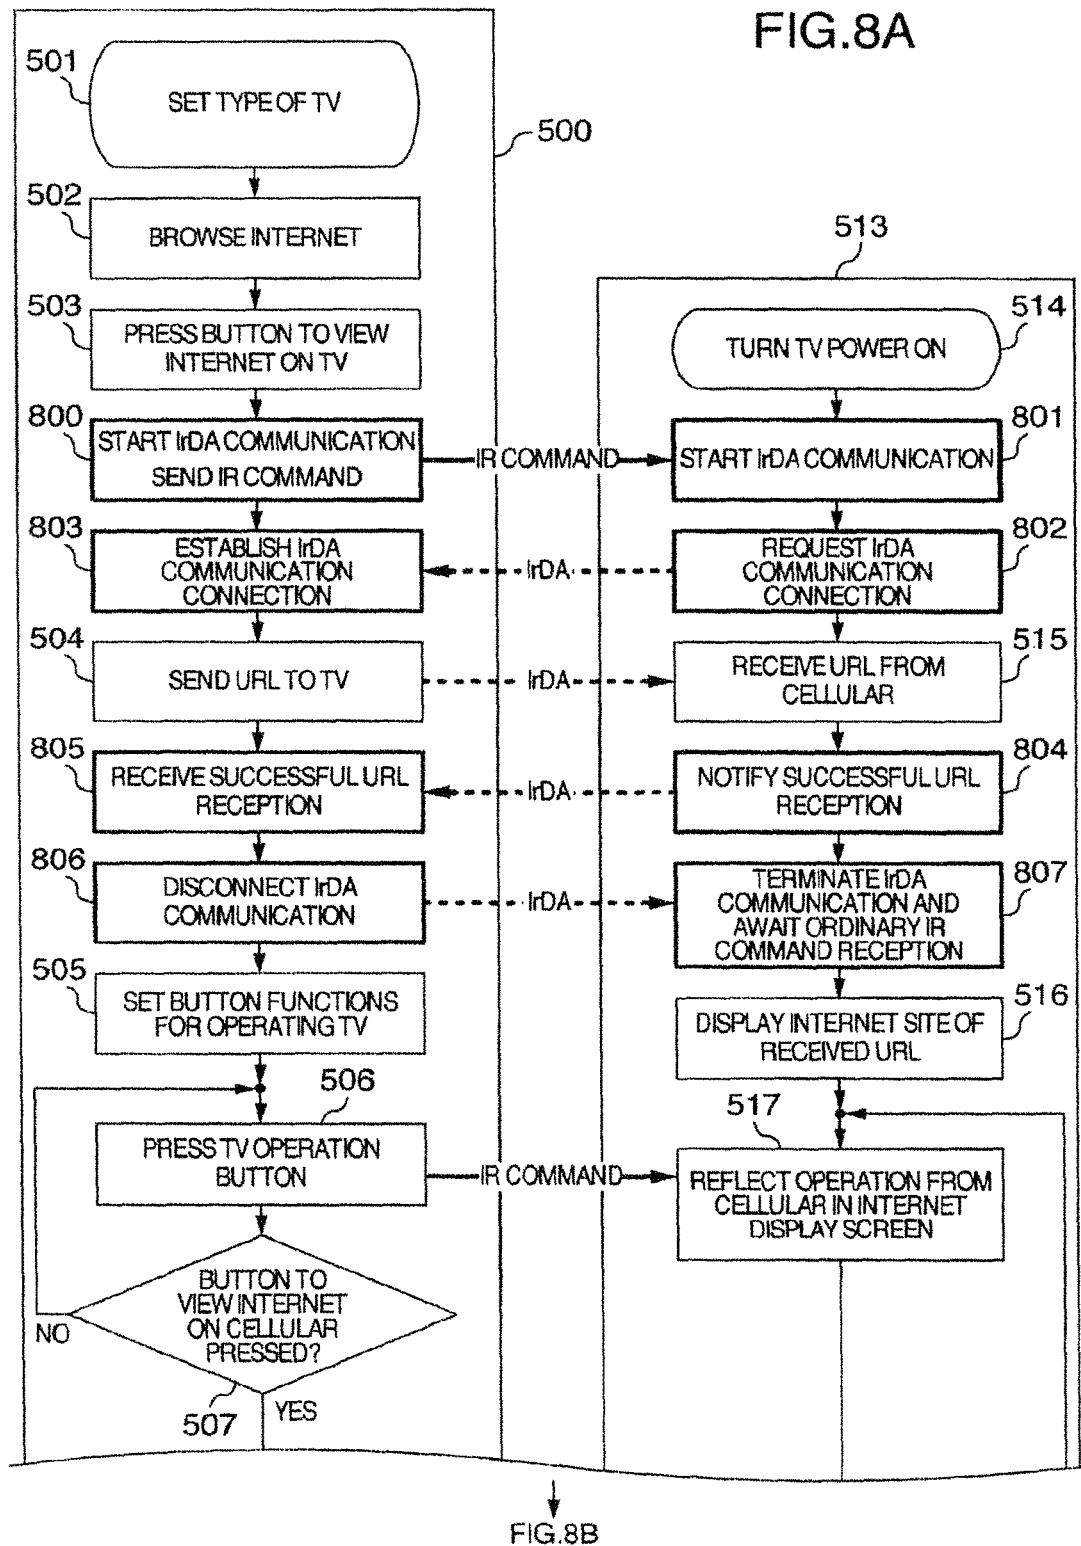 FIG.8A
501
SET TYPE OF TV
500
502
BROWSE INTERNET
503
PRESS BUTTON TO VIEW
INTERNET ON TV
513
514
TURN TV POWER ON
800
START IrDA COMMUNICATION
SEND IR COMMAND
IR COMMAND
801
START IrDA COMMUNICATION
803
ESTABLISH IrDA
COMMUNICATION
CONNECTION
IrDA
802
REQUEST IrDA
COMMUNICATION
CONNECTION
504
SEND URL TO TV
IrDA
515
RECEIVE URL FROM
CELLULAR
805
RECEIVE SUCCESSFUL URL
RECEPTION
IrDA
804
NOTIFY SUCCESSFUL URL
RECEPTION
806
DISCONNECT IrDA
COMMUNICATION
IrDA
807
TERMINATE IrDA
COMMUNICATION AND
AWAIT ORDINARY IR
COMMAND RECEPTION
505
SET BUTTON FUNCTIONS
FOR OPERATING TV
516
DISPLAY INTERNET SITE OF
RECEIVED URL
506
PRESS TV OPERATION
BUTTON
IR COMMAND
517
REFLECT OPERATION FROM
CELLULAR IN INTERNET
DISPLAY SCREEN
BUTTON TO
VIEW INTERNET
ON CELLULAR
PRESSED?
NO
507
YES
FIG.8B